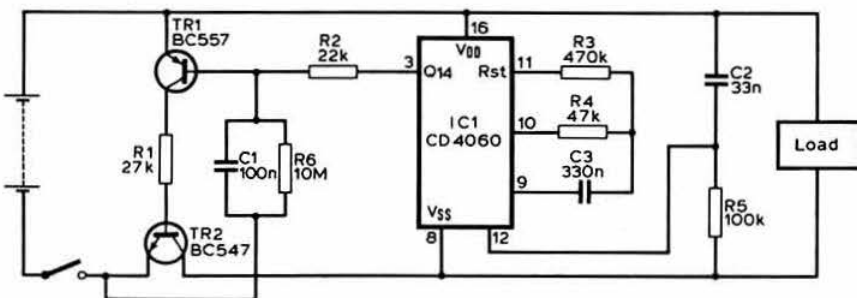 TR1
BC557
R2
22k
3
Q14
16
VDD
Rst
11
R3
470k
C2
33n
R4
47k
10
IC1
CD4060
Load
R1
27k
C1
100n
R6
10M
C3
330n
9
R5
100k
TR2
BC547
VSS
8
12